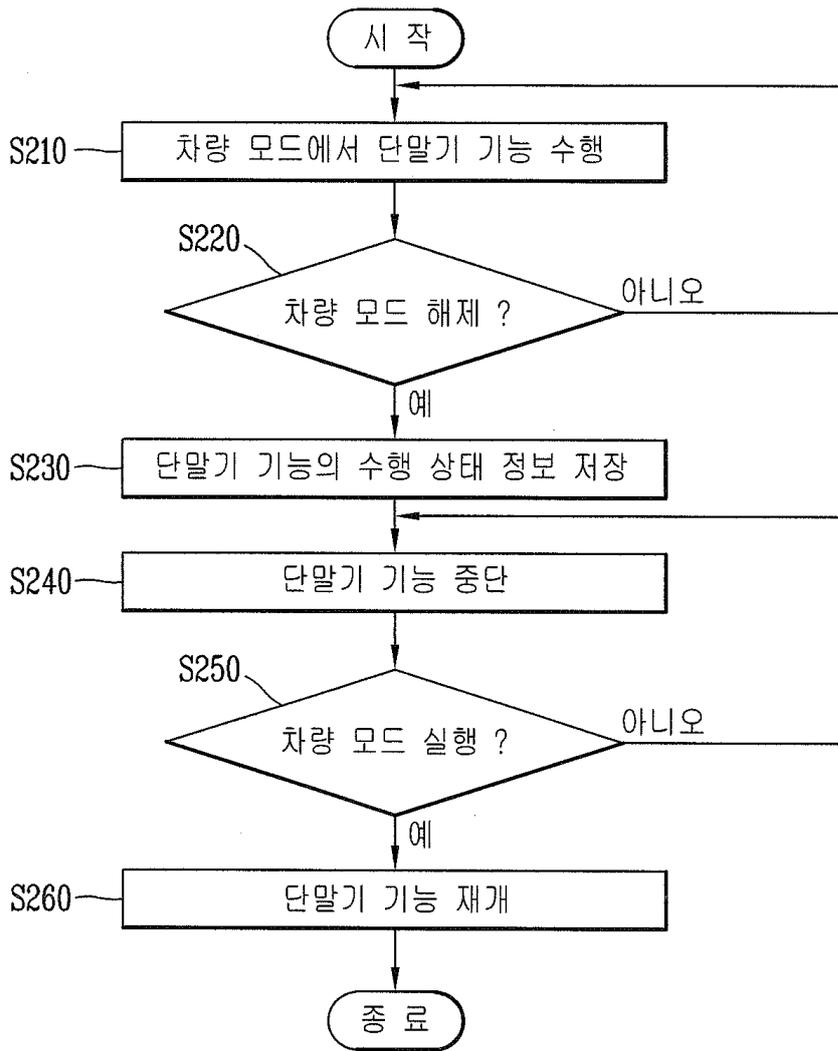 시 작
S210 차량 모드에서 단말기 기능 수행
S220
차량 모드 해제 ?
아니오
예
S230 단말기 기능의 수행 상태 정보 저장
S240 단말기 기능 중단
S250
차량 모드 실행 ?
아니오
예
S260 단말기 기능 재개
종 료